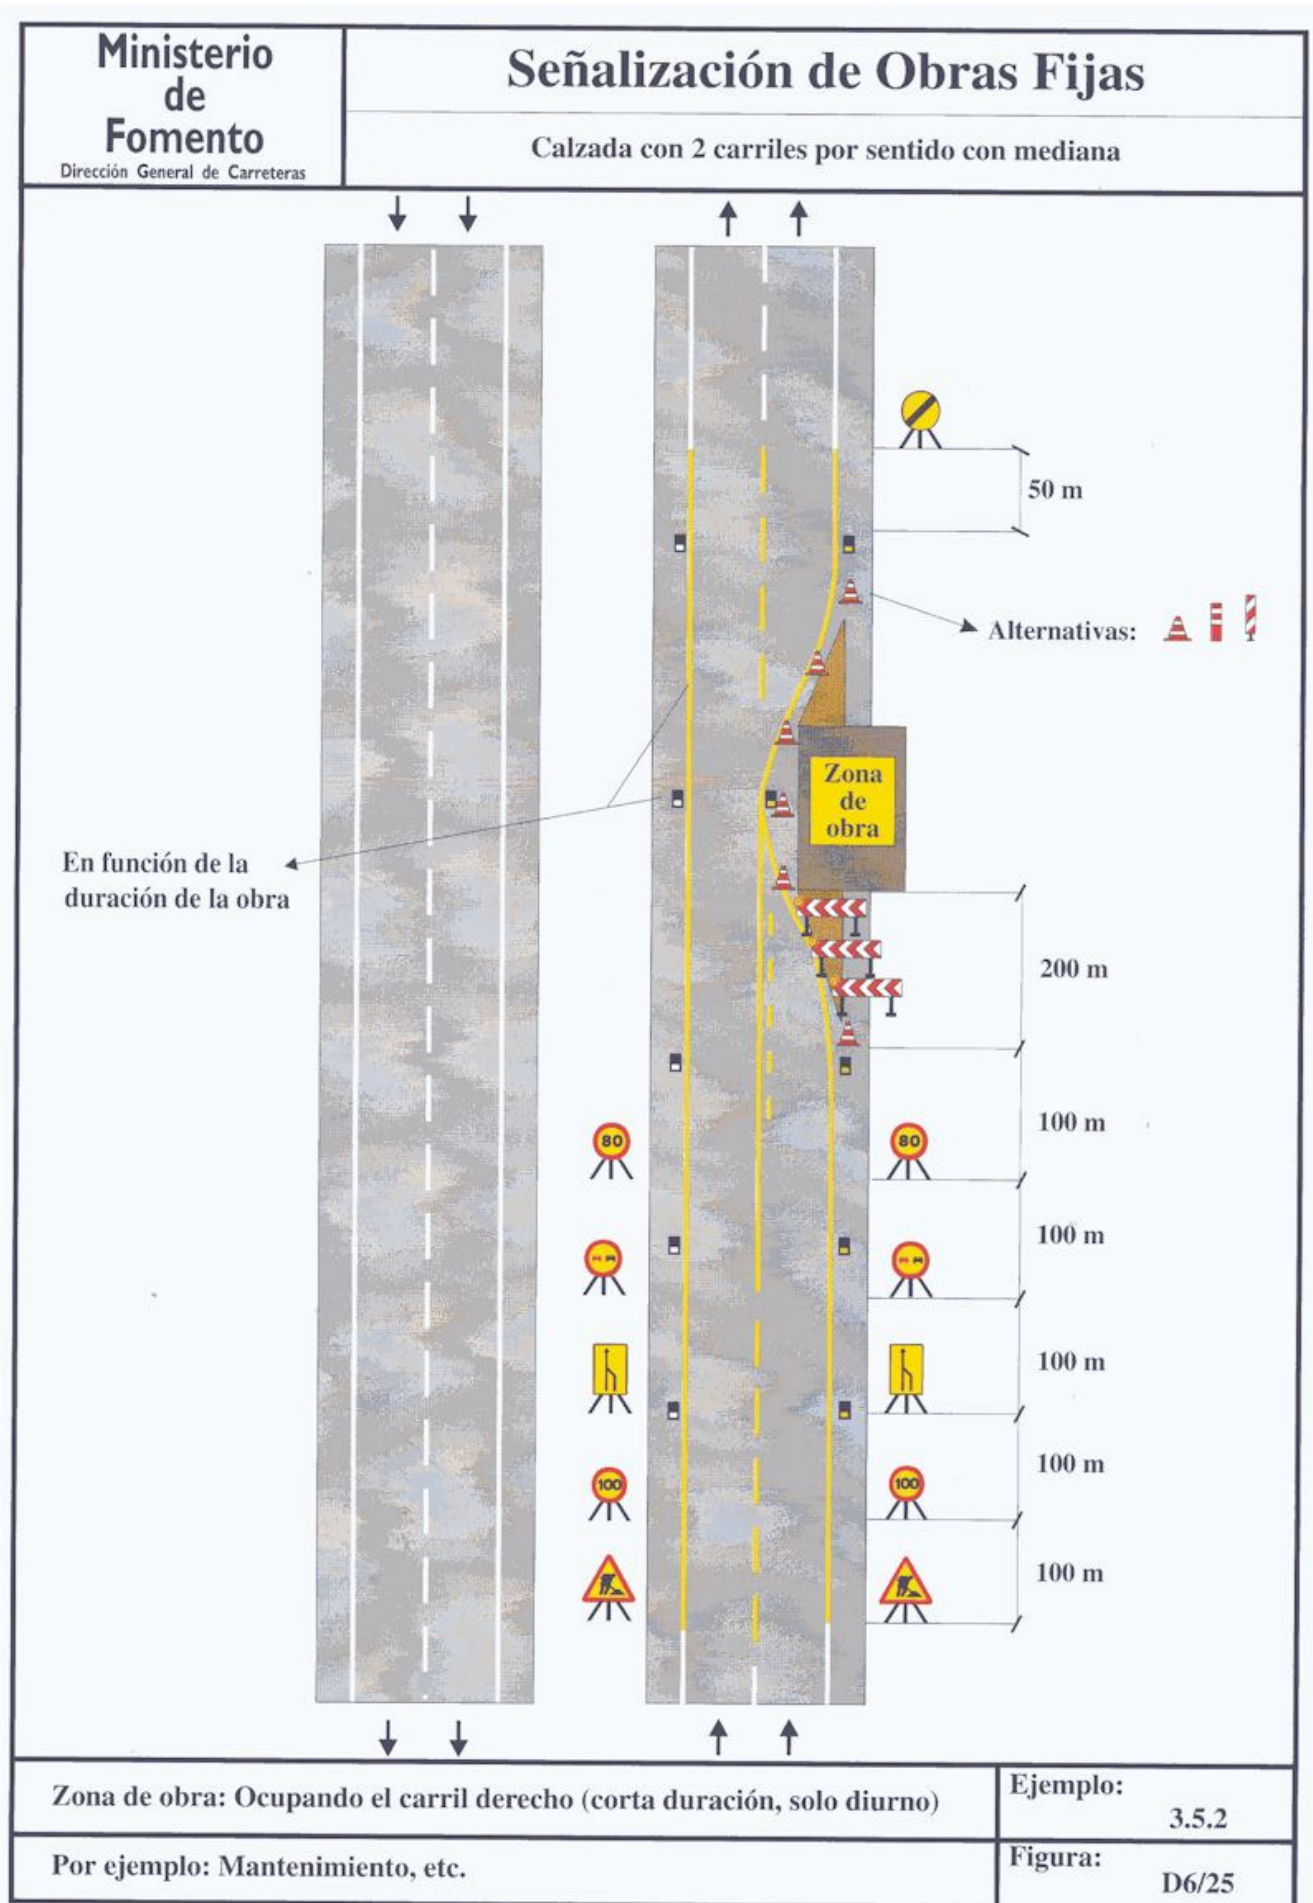 Ministerio
de
Fomento
Dirección General de Carreteras
Señalización de Obras Fijas
Calzada con 2 carriles por sentido con mediana
50 m
Alternativas:
Zona
de
obra
En función de la
duración de la obra
200 m
100 m
80
80
100 m
100 m
100 m
100
100
100 m
Zona de obra: Ocupando el carril derecho (corta duración, solo diurno)
Ejemplo:
3.5.2
Por ejemplo: Mantenimiento, etc.
Figura:
D6/25